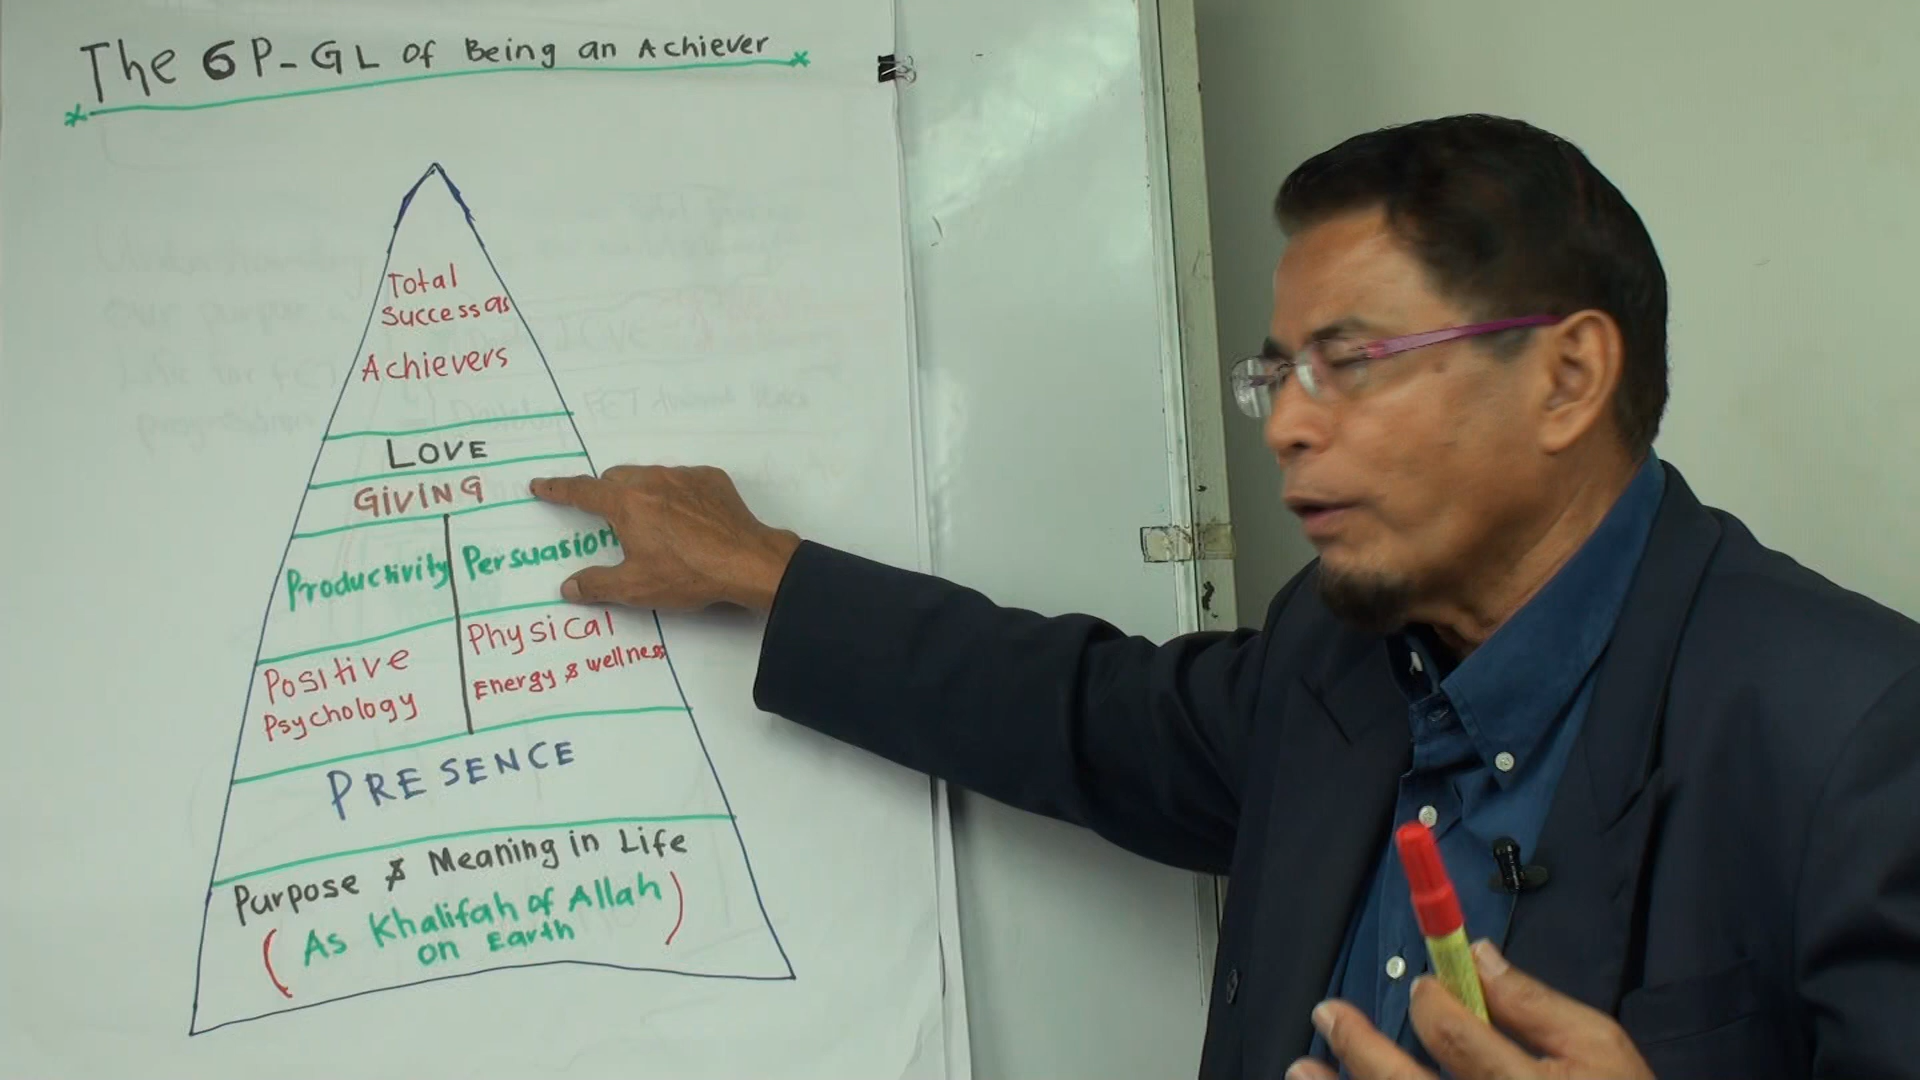 The 6P-GL of Being an Achiever
Total
Success as
Achievers
LOVE
GIVING
Productivity
Persuasion
Positive
Psychology
Physical
Energy & wellness
PRESENCE
Purpose & Meaning in Life
(As Khalifah of Allah
on Earth)